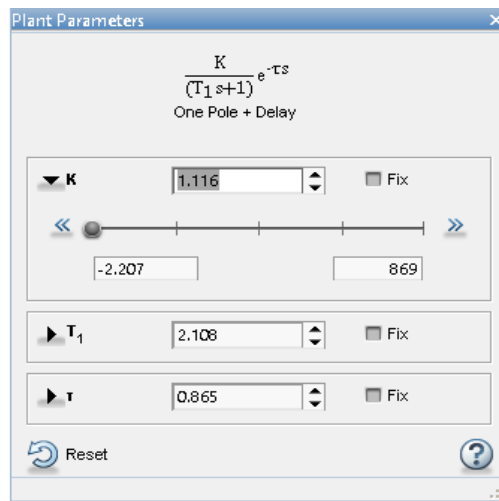 Plant Parameters
K
(T₁s+1) e^-τs
One Pole + Delay
K 1.116 Fix
-2.207 869
T₁ 2.108 Fix
τ 0.865 Fix
Reset